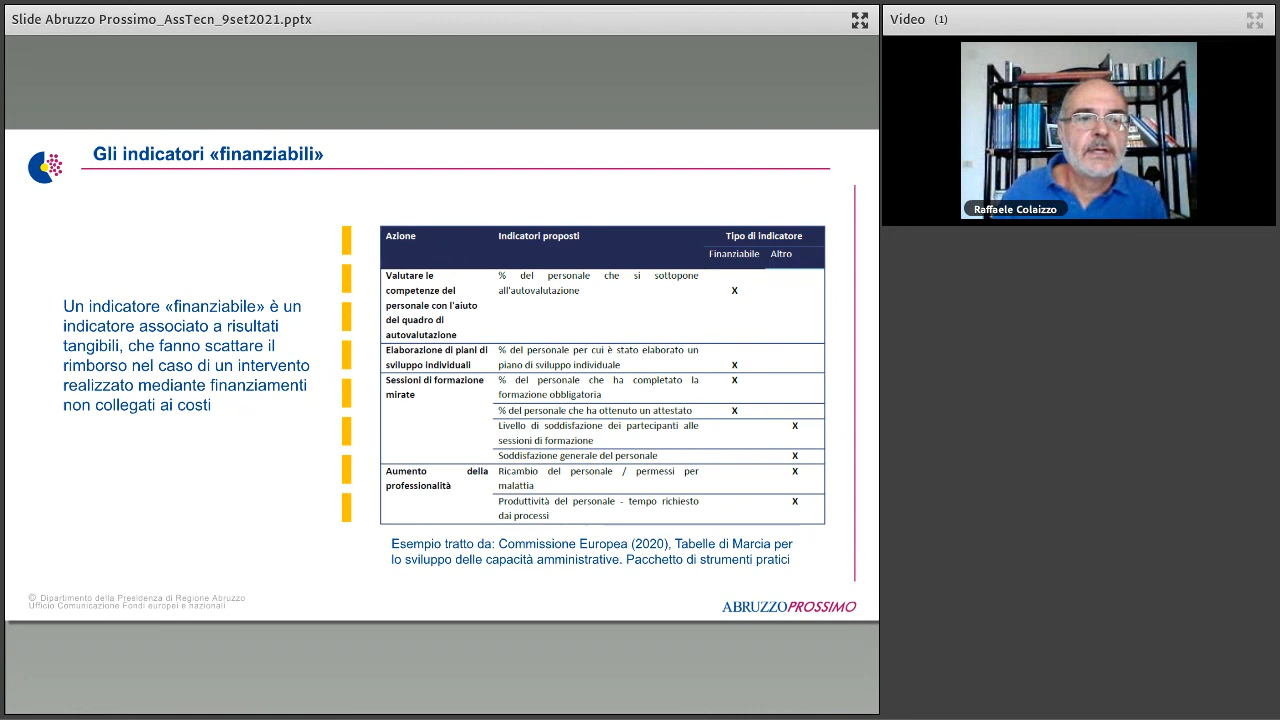 Slide Abruzzo Prossimo_AssTecn_9set2021.pptx
Video (1)
Raffaele Colaizzo
Gli indicatori «finanziabili»
Un indicatore «finanziabile» è un
indicatore associato a risultati
tangibili, che fanno scattare il
rimborso nel caso di un intervento
realizzato mediante finanziamenti
non collegati ai costi
Azione Indicatori proposti Tipo di indicatore
Finanziabile Altro
Valutare le
competenze del
personale con l'aiuto
del quadro di
autovalutazione
% del personale che si sottopone
all'autovalutazione
X
Elaborazione di piani di
sviluppo individuali
% del personale per cui è stato elaborato un
piano di sviluppo individuale
X
Sessioni di formazione
mirate
% del personale che ha completato la
formazione obbligatoria
X
% del personale che ha ottenuto un attestato X
Livello di soddisfazione dei partecipanti alle
sessioni di formazione
X
Soddisfazione generale del personale X
Aumento della
professionalità
Ricambio del personale / permessi per
malattia
X
Produttività del personale - tempo richiesto
dai processi
X
Esempio tratto da: Commissione Europea (2020), Tabelle di Marcia per
lo sviluppo delle capacità amministrative. Pacchetto di strumenti pratici
© Dipartimento della Presidenza di Regione Abruzzo
Ufficio Comunicazione Fondi europei e nazionali
ABRUZZOPROSSIMO